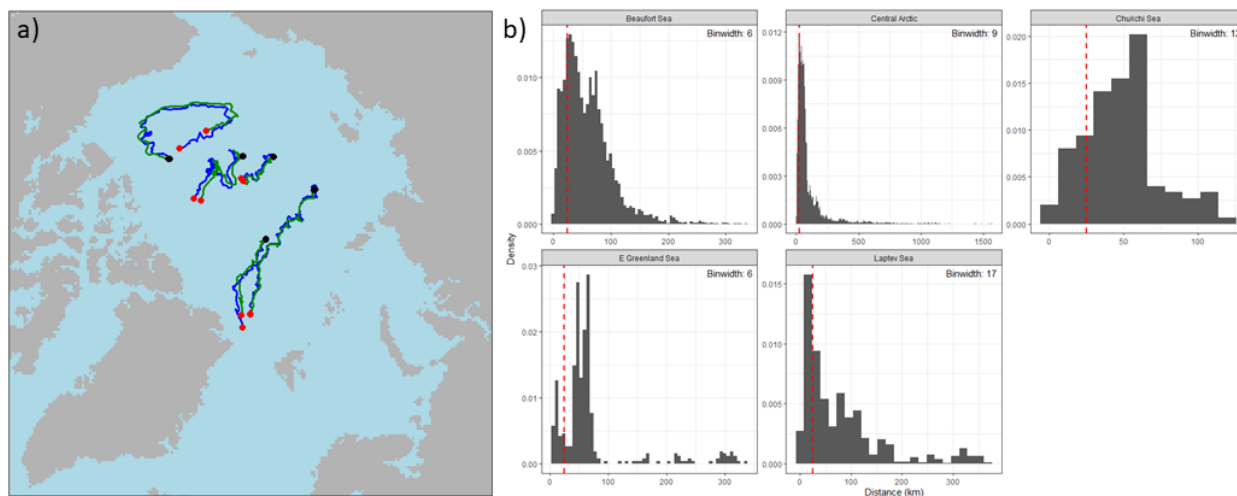 a)
b)
Beaufort Sea
Binwidth: 6
0.010
0.005
0.000
0
100
200
300
Central Arctic
Binwidth: 9
0.012
0.009
0.006
0.003
0.000
0
500
1000
1500
Chukchi Sea
Binwidth: 12
0.020
0.015
0.010
0.005
0.000
0
50
100
Density
E Greenland Sea
Binwidth: 6
0.03
0.02
0.01
0.00
0
100
200
300
Laptev Sea
Binwidth: 17
0.015
0.010
0.005
0.000
0
100
200
300
Distance (km)